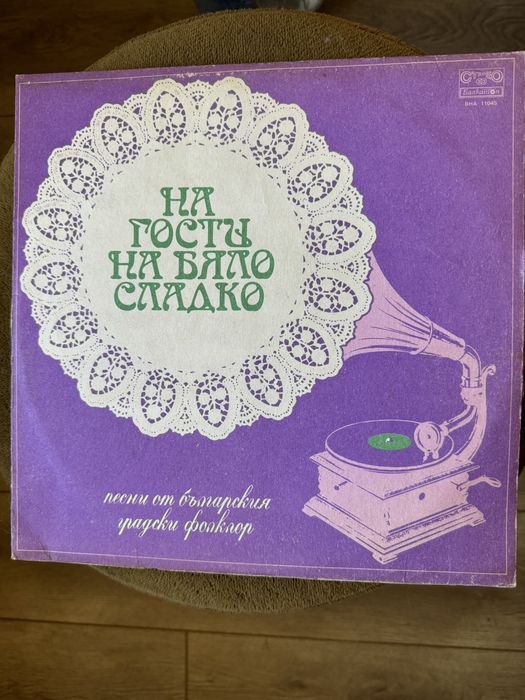 СТЕРЕО
Балкантон
ВНА 11045
НА
ГОСТИ
НА БЯЛО
СЛАДКО
песни от българския
градски фолклор